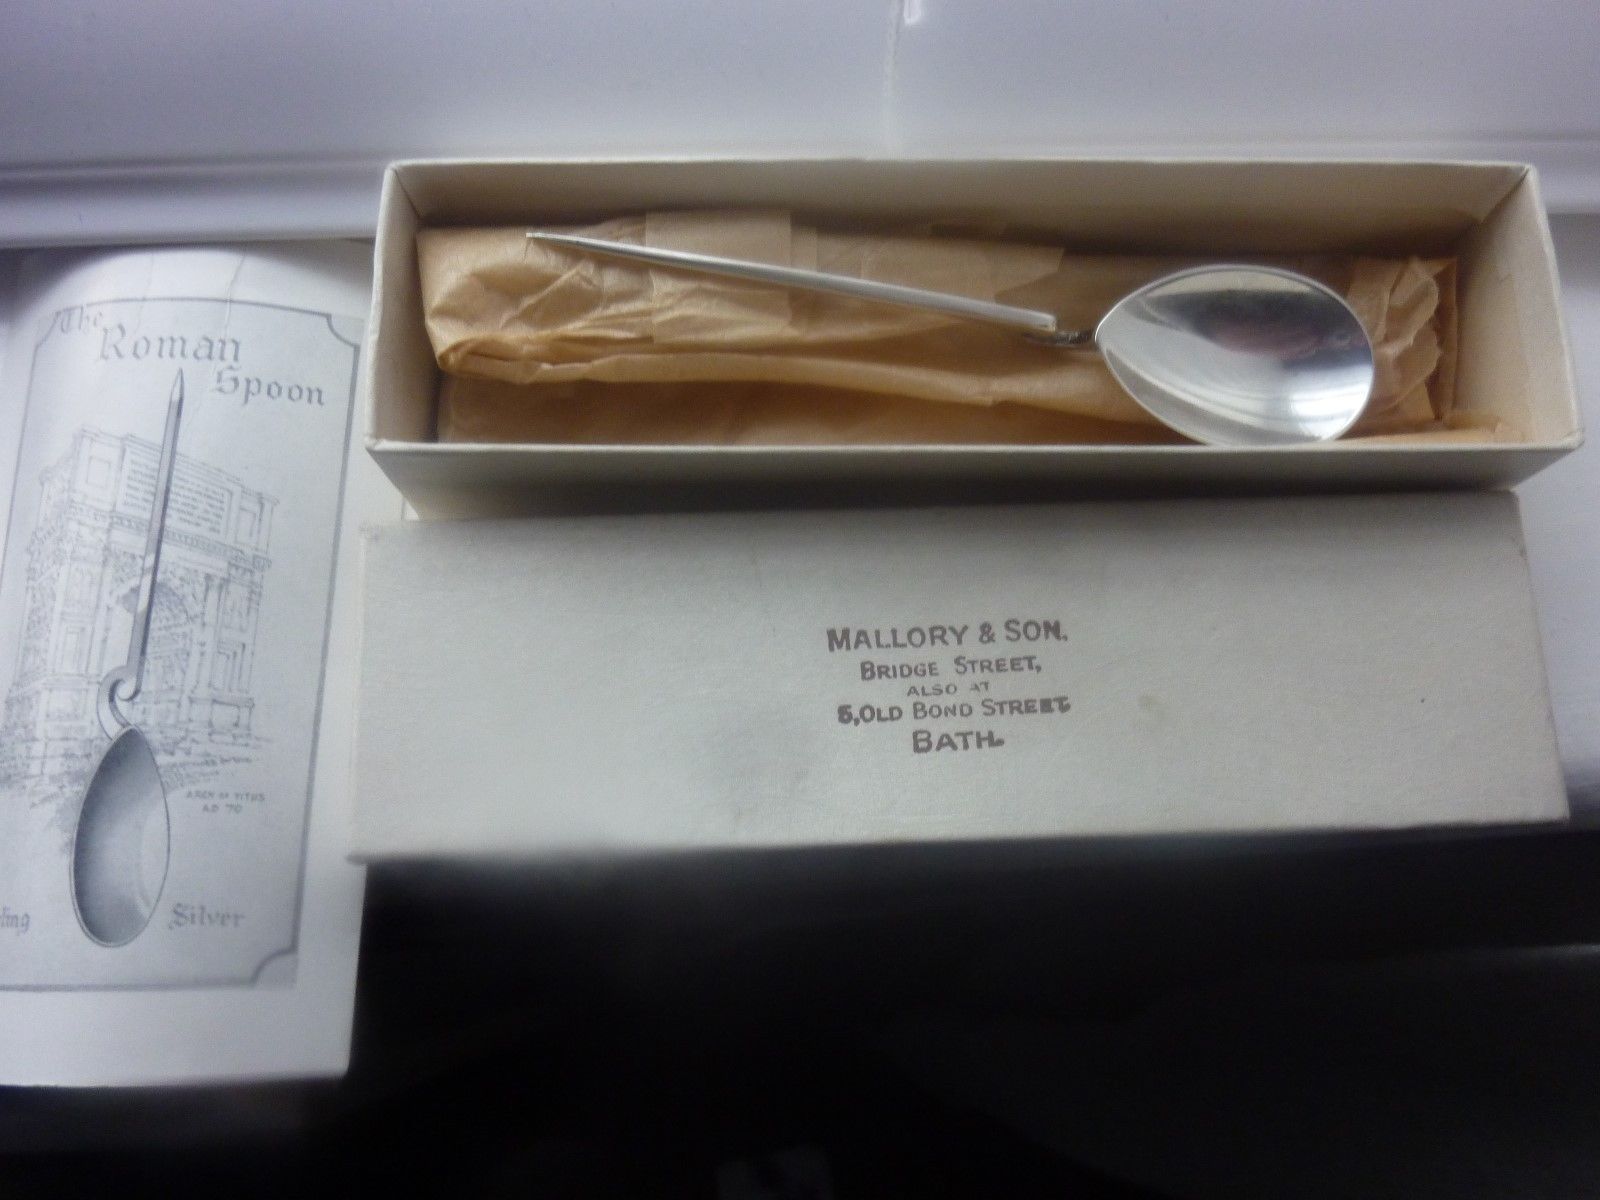 The
Roman
Spoon
ARCH OF TITUS
A.D 70
ling
Silver
MALLORY & SON.
BRIDGE STREET,
ALSO AT
5, OLD BOND STREET
BATH.